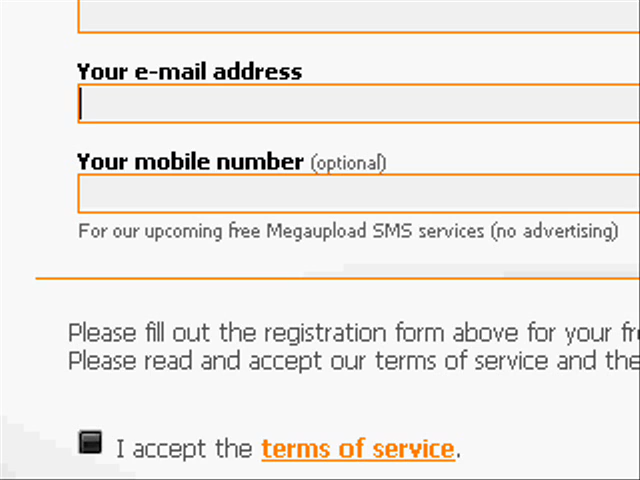 Your e-mail address
Your mobile number (optional)
For our upcoming free Megaupload SMS services (no advertising)
Please fill out the registration form above for your
Please read and accept our terms of service and the
I accept the terms of service.